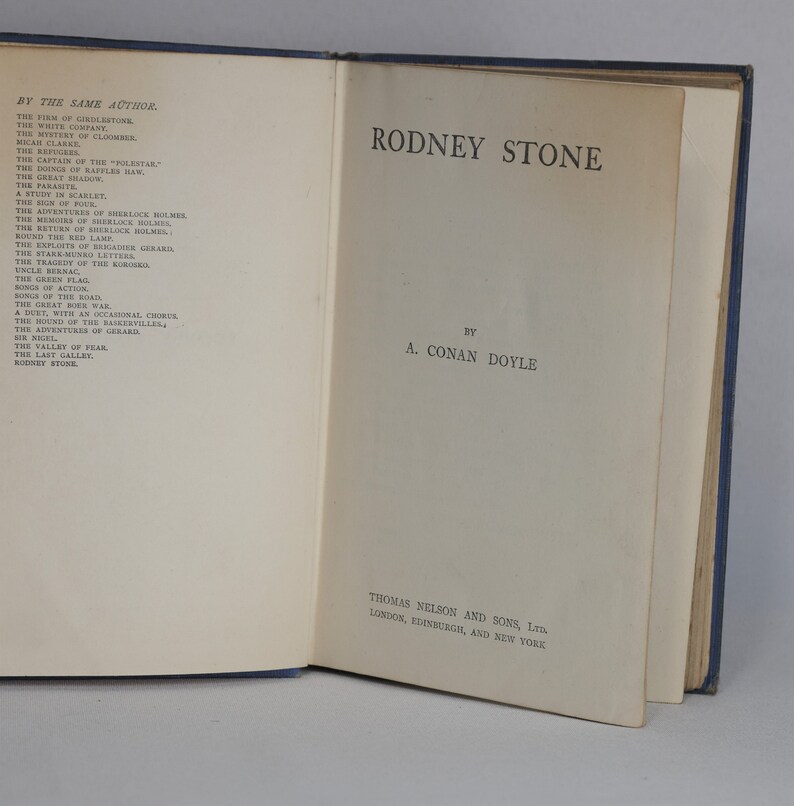 BY THE SAME AUTHOR.
THE FIRM OF GIRDLESTONE.
THE WHITE COMPANY.
THE MYSTERY OF CLOOMBER.
MICAH CLARKE.
THE REFUGEES.
THE CAPTAIN OF THE "POLESTAR."
THE DOINGS OF RAFFLES HAW.
THE GREAT SHADOW.
THE PARASITE.
A STUDY IN SCARLET.
THE SIGN OF FOUR.
THE ADVENTURES OF SHERLOCK HOLMES.
THE MEMOIRS OF SHERLOCK HOLMES.
THE RETURN OF SHERLOCK HOLMES.
ROUND THE RED LAMP.
THE EXPLOITS OF BRIGADIER GERARD.
THE STARK-MUNRO LETTERS.
THE TRAGEDY OF THE KOROSKO.
UNCLE BERNAC.
THE GREEN FLAG.
SONGS OF ACTION.
SONGS OF THE ROAD.
THE GREAT BOER WAR.
A DUET, WITH AN OCCASIONAL CHORUS.
THE HOUND OF THE BASKERVILLES.
THE ADVENTURES OF GERARD.
SIR NIGEL.
THE VALLEY OF FEAR.
THE LAST GALLEY.
RODNEY STONE.
RODNEY STONE
BY
A. CONAN DOYLE
THOMAS NELSON AND SONS, LTD.
LONDON, EDINBURGH, AND NEW YORK